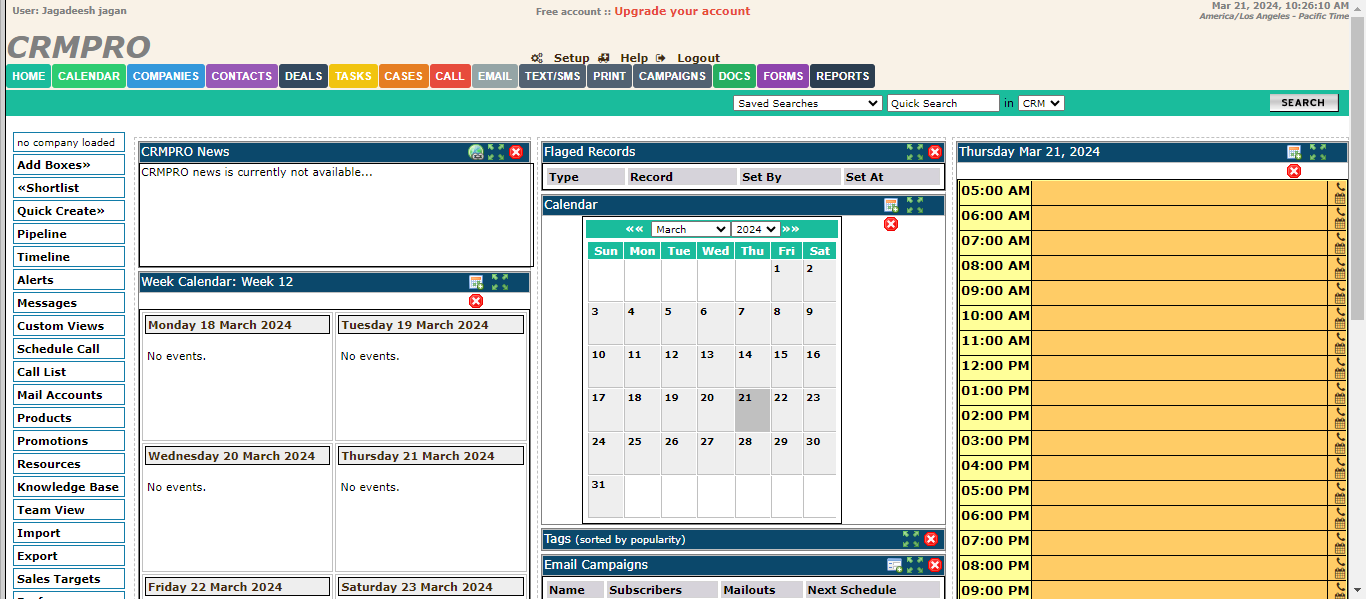 User: Jagadeesh jagan
Free account :: Upgrade your account
Mar 21, 2024, 10:26:10 AM
America/Los Angeles - Pacific Time
CRMPRO
Setup Help Logout
HOME CALENDAR COMPANIES CONTACTS DEALS TASKS CASES CALL EMAIL TEXT/SMS PRINT CAMPAIGNS DOCS FORMS REPORTS
Saved Searches Quick Search in CRM SEARCH
no company loaded
Add Boxes»
«Shortlist
Quick Create»
Pipeline
Timeline
Alerts
Messages
Custom Views
Schedule Call
Call List
Mail Accounts
Products
Promotions
Resources
Knowledge Base
Team View
Import
Export
Sales Targets
CRMPRO News
CRMPRO news is currently not available...
Week Calendar: Week 12
Monday 18 March 2024 Tuesday 19 March 2024
No events. No events.
Wednesday 20 March 2024 Thursday 21 March 2024
No events. No events.
Friday 22 March 2024 Saturday 23 March 2024
Flaged Records
Type Record Set By Set At
Calendar
«« March 2024 »»
Sun Mon Tue Wed Thu Fri Sat
1 2
3 4 5 6 7 8 9
10 11 12 13 14 15 16
17 18 19 20 21 22 23
24 25 26 27 28 29 30
31
Tags (sorted by popularity)
Email Campaigns
Name Subscribers Mailouts Next Schedule
Thursday Mar 21, 2024
05:00 AM
06:00 AM
07:00 AM
08:00 AM
09:00 AM
10:00 AM
11:00 AM
12:00 PM
01:00 PM
02:00 PM
03:00 PM
04:00 PM
05:00 PM
06:00 PM
07:00 PM
08:00 PM
09:00 PM